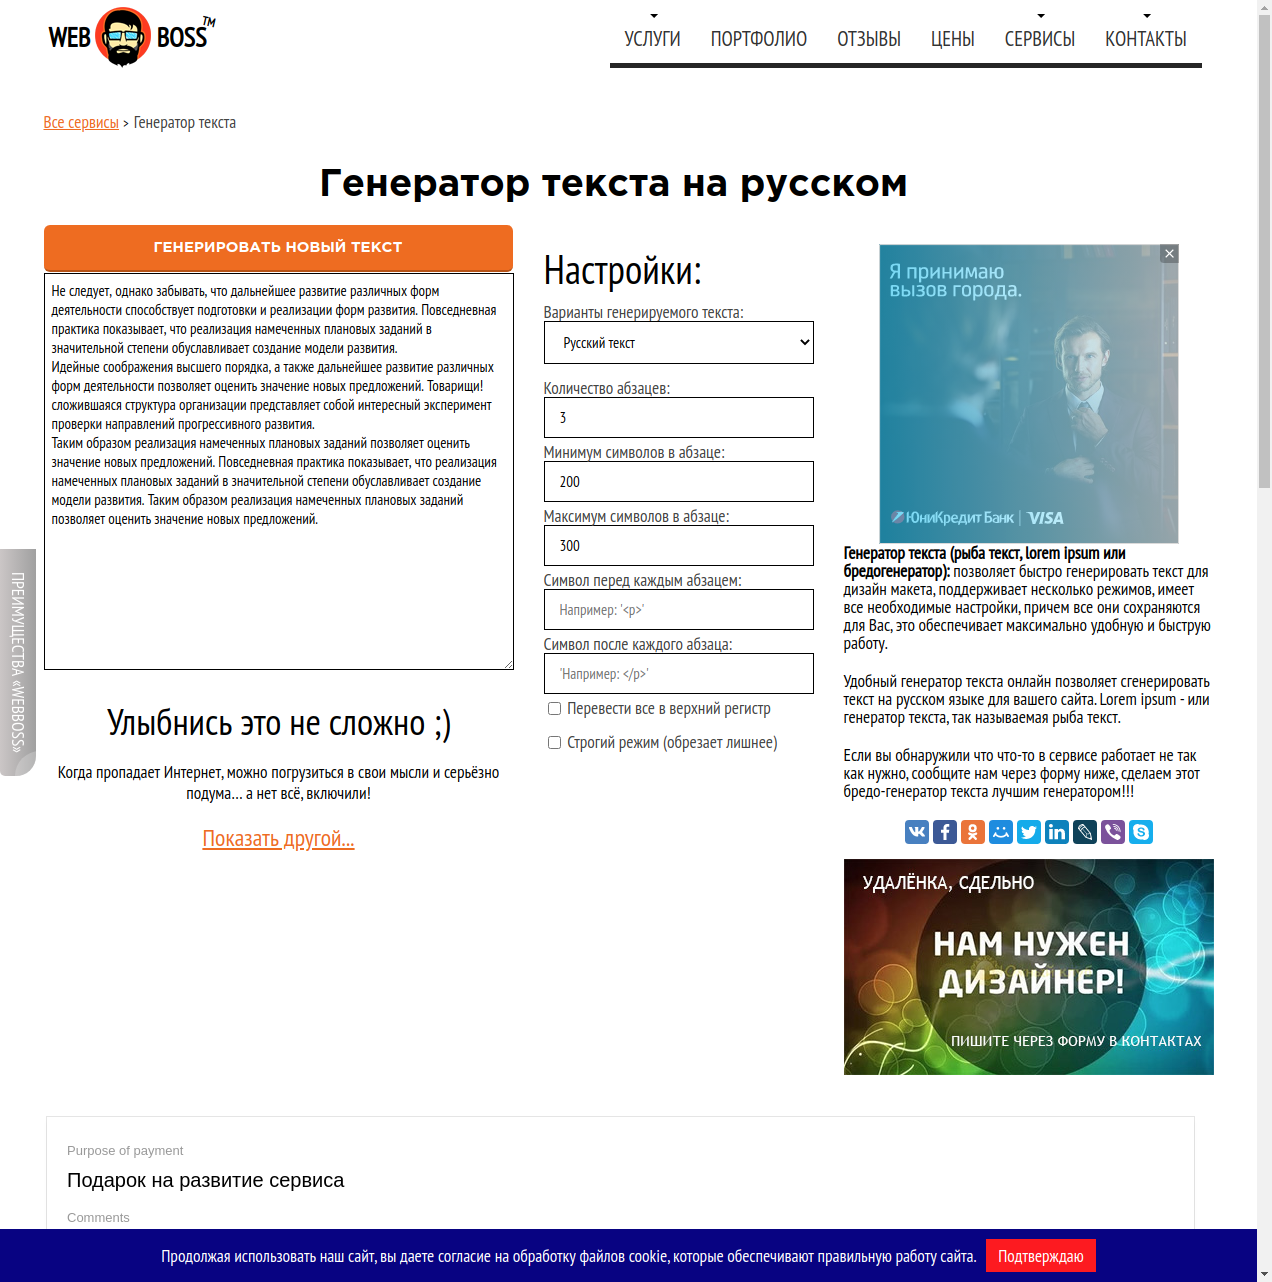 WEB BOSS™
УСЛУГИ ПОРТФОЛИО ОТЗЫВЫ ЦЕНЫ СЕРВИСЫ КОНТАКТЫ
Все сервисы > Генератор текста
Генератор текста на русском
ГЕНЕРИРОВАТЬ НОВЫЙ ТЕКСТ
Не следует, однако забывать, что дальнейшее развитие различных форм
деятельности способствует подготовки и реализации форм развития. Повседневная
практика показывает, что реализация намеченных плановых заданий в
значительной степени обуславливает создание модели развития.
Идейные соображения высшего порядка, а также дальнейшее развитие различных
форм деятельности позволяет оценить значение новых предложений. Товарищи!
сложившаяся структура организации представляет собой интересный эксперимент
проверки направлений прогрессивного развития.
Таким образом реализация намеченных плановых заданий позволяет оценить
значение новых предложений. Повседневная практика показывает, что реализация
намеченных плановых заданий в значительной степени обуславливает создание
модели развития. Таким образом реализация намеченных плановых заданий
позволяет оценить значение новых предложений.
ПРЕИМУЩЕСТВА «WEBBOSS»
Улыбнись это не сложно ;)
Когда пропадает Интернет, можно погрузиться в свои мысли и серьёзно
подума… а нет всё, включили!
Показать другой...
Настройки:
Варианты генерируемого текста:
Русский текст
Количество абзацев:
3
Минимум символов в абзаце:
200
Максимум символов в абзаце:
300
Символ перед каждым абзацем:
Например: '<p>'
Символ после каждого абзаца:
'Например: </p>'
Перевести все в верхний регистр
Строгий режим (обрезает лишнее)
Я принимаю
вызов города.
ЮниКредит Банк | VISA
Генератор текста (рыба текст, lorem ipsum или
бредогенератор): позволяет быстро генерировать текст для
дизайн макета, поддерживает несколько режимов, имеет
все необходимые настройки, причем все они сохраняются
для Вас, это обеспечивает максимально удобную и быструю
работу.
Удобный генератор текста онлайн позволяет сгенерировать
текст на русском языке для вашего сайта. Lorem ipsum - или
генератор текста, так называемая рыба текст.
Если вы обнаружили что что-то в сервисе работает не так
как нужно, сообщите нам через форму ниже, сделаем этот
бредо-генератор текста лучшим генератором!!!
УДАЛЁНКА, СДЕЛЬНО
НАМ НУЖЕН
ДИЗАЙНЕР!
ПИШИТЕ ЧЕРЕЗ ФОРМУ В КОНТАКТАХ
Purpose of payment
Подарок на развитие сервиса
Comments
Продолжая использовать наш сайт, вы даете согласие на обработку файлов cookie, которые обеспечивают правильную работу сайта. Подтверждаю